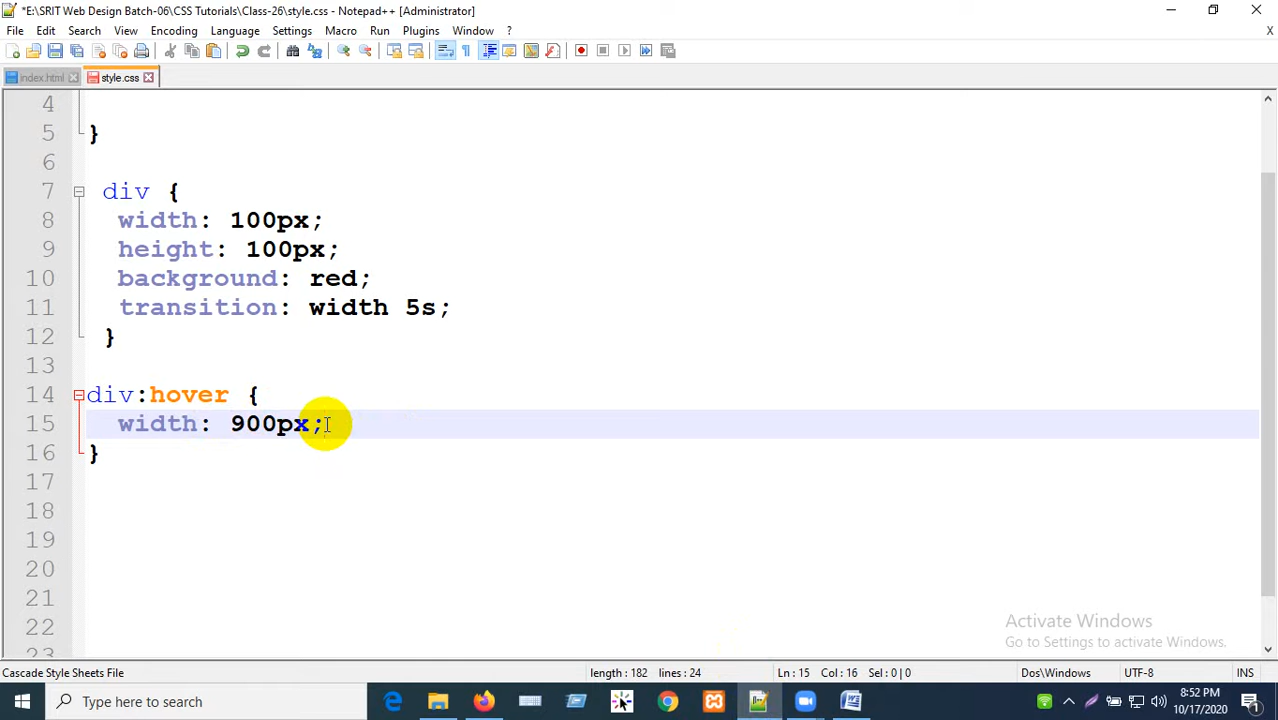 *E:\SRIT Web Design Batch-06\CSS Tutorials\Class-26\style.css - Notepad++ [Administrator]
File Edit Search View Encoding Language Settings Macro Run Plugins Window ? X
index.html style.css
4
5 }
6
7 div {
8 width: 100px;
9 height: 100px;
10 background: red;
11 transition: width 5s;
12 }
13
14 div:hover {
15 width: 900px;
16 }
17
18
19
20
21
22
23
Activate Windows
Go to Settings to activate Windows.
Cascade Style Sheets File length : 182 lines : 24 Ln : 15 Col : 16 Sel : 0 | 0 Dos\Windows UTF-8 INS
Type here to search 8:52 PM
10/17/2020 1